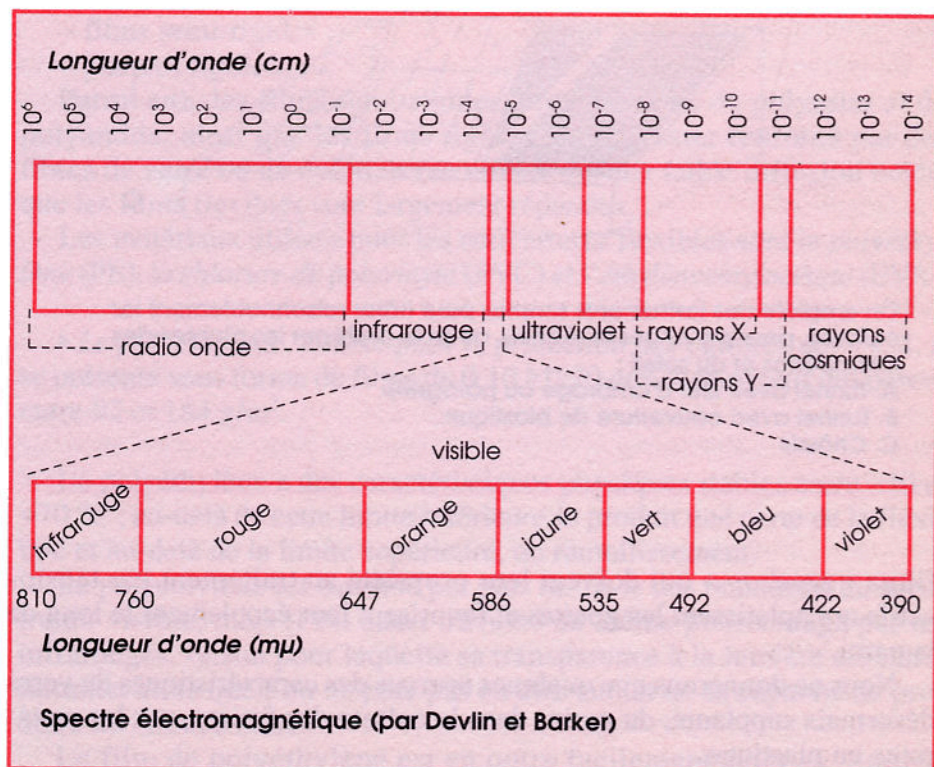 Longueur d'onde (cm)
10⁶ 10⁵ 10⁴ 10³ 10² 10¹ 10⁰ 10⁻¹ 10⁻² 10⁻³ 10⁻⁴ 10⁻⁵ 10⁻⁶ 10⁻⁷ 10⁻⁸ 10⁻⁹ 10⁻¹⁰ 10⁻¹¹ 10⁻¹² 10⁻¹³ 10⁻¹⁴
radio onde infrarouge ultraviolet rayons X rayons
cosmiques
rayons Y
visible
infrarouge rouge orange jaune vert bleu violet
810 760 647 586 535 492 422 390
Longueur d'onde (mµ)
Spectre électromagnétique (par Devlin et Barker)